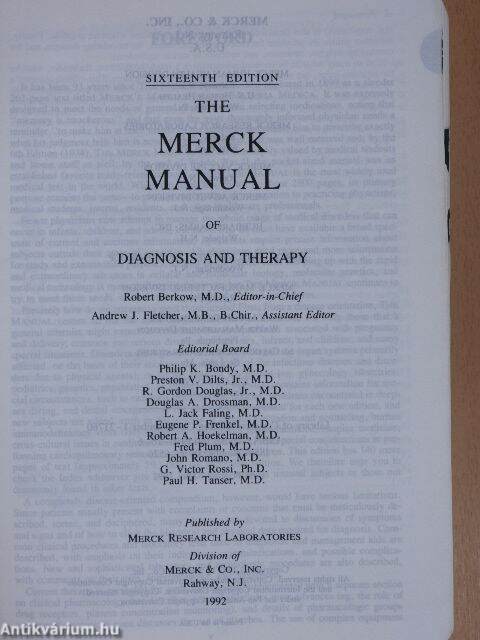 SIXTEENTH EDITION
THE
MERCK
MANUAL
OF
DIAGNOSIS AND THERAPY
Robert Berkow, M.D., Editor-in-Chief
Andrew J. Fletcher, M.B., B.Chir., Assistant Editor
Editorial Board
Philip K. Bondy, M.D.
Preston V. Dilts, Jr., M.D.
R. Gordon Douglas, Jr., M.D.
Douglas A. Drossman, M.D.
L. Jack Faling, M.D.
Eugene P. Frenkel, M.D.
Robert A. Hoekelman, M.D.
Fred Plum, M.D.
John Romano, M.D.
G. Victor Rossi, Ph.D.
Paul H. Tanser, M.D.
Published by
MERCK RESEARCH LABORATORIES
Division of
MERCK & CO., INC.
Rahway, N.J.
1992
Antikvárium.hu